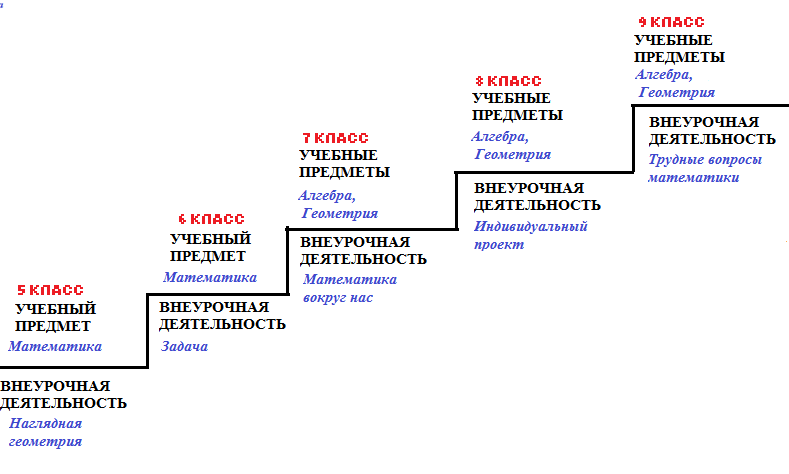 5 КЛАСС
УЧЕБНЫЙ
ПРЕДМЕТ
Математика
ВНЕУРОЧНАЯ
ДЕЯТЕЛЬНОСТЬ
Наглядная
геометрия
6 КЛАСС
УЧЕБНЫЙ
ПРЕДМЕТ
Математика
ВНЕУРОЧНАЯ
ДЕЯТЕЛЬНОСТЬ
Задача
7 КЛАСС
УЧЕБНЫЕ
ПРЕДМЕТЫ
Алгебра,
Геометрия
ВНЕУРОЧНАЯ
ДЕЯТЕЛЬНОСТЬ
Математика
вокруг нас
8 КЛАСС
УЧЕБНЫЕ
ПРЕДМЕТЫ
Алгебра,
Геометрия
ВНЕУРОЧНАЯ
ДЕЯТЕЛЬНОСТЬ
Индивидуальный
проект
9 КЛАСС
УЧЕБНЫЕ
ПРЕДМЕТЫ
Алгебра,
Геометрия
ВНЕУРОЧНАЯ
ДЕЯТЕЛЬНОСТЬ
Трудные вопросы
математики